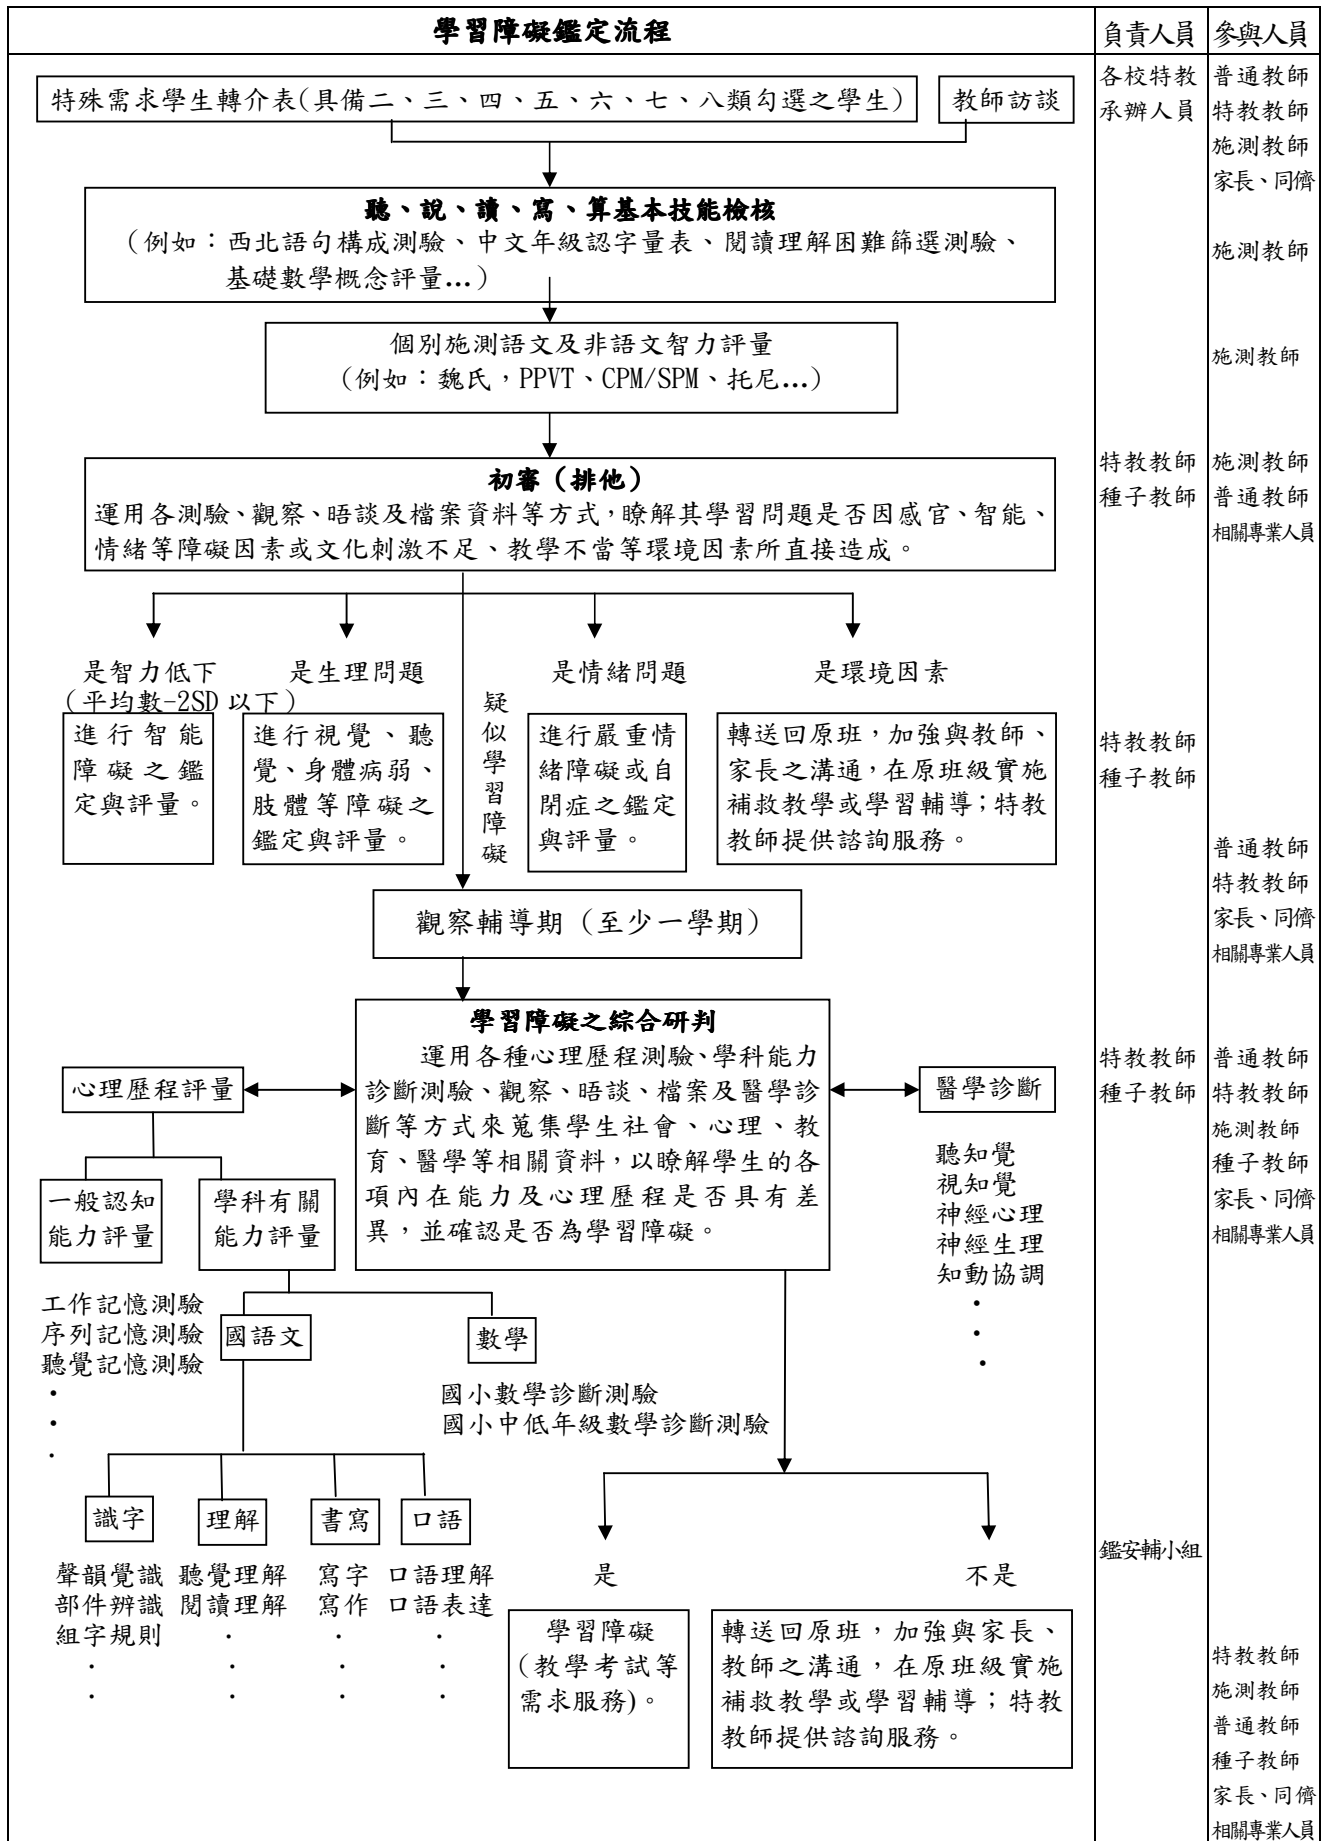 學習障礙鑑定流程
負責人員
參與人員
特殊需求學生轉介表(具備二、三、四、五、六、七、八類勾選之學生)
教師訪談
各校特教
承辦人員
普通教師
特教教師
施測教師
家長、同儕
聽、說、讀、寫、算基本技能檢核
（例如：西北語句構成測驗、中文年級認字量表、閱讀理解困難篩選測驗、
基礎數學概念評量…）
施測教師
個別施測語文及非語文智力評量
（例如：魏氏，PPVT、CPM/SPM、托尼…）
施測教師
初審（排他）
運用各測驗、觀察、晤談及檔案資料等方式，瞭解其學習問題是否因感官、智能、
情緒等障礙因素或文化刺激不足、教學不當等環境因素所直接造成。
特教教師
種子教師
施測教師
普通教師
相關專業人員
是智力低下
（平均數-2SD 以下）
進行智能
障礙之鑑
定與評量。
是生理問題
進行視覺、聽
覺、身體病弱、
肢體等障礙之
鑑定與評量。
疑
似
學
習
障
礙
是情緒問題
進行嚴重情
緒障礙或自
閉症之鑑定
與評量。
是環境因素
轉送回原班，加強與教師、
家長之溝通，在原班級實施
補救教學或學習輔導；特教
教師提供諮詢服務。
特教教師
種子教師
普通教師
特教教師
家長、同儕
相關專業人員
觀察輔導期（至少一學期）
學習障礙之綜合研判
運用各種心理歷程測驗、學科能力
診斷測驗、觀察、晤談、檔案及醫學診
斷等方式來蒐集學生社會、心理、教
育、醫學等相關資料，以瞭解學生的各
項內在能力及心理歷程是否具有差
異，並確認是否為學習障礙。
特教教師
種子教師
普通教師
特教教師
施測教師
種子教師
家長、同儕
相關專業人員
心理歷程評量
一般認知
能力評量
學科有關
能力評量
醫學診斷
聽知覺
視知覺
神經心理
神經生理
知動協調
．
．
．
工作記憶測驗
序列記憶測驗
聽覺記憶測驗
．
．
．
國語文
數學
國小數學診斷測驗
國小中低年級數學診斷測驗
識字
聲韻覺識
部件辨識
組字規則
．
．
理解
聽覺理解
閱讀理解
．
．
．
書寫
寫字
寫作
．
．
．
口語
口語理解
口語表達
．
．
．
是
學習障礙
(教學考試等
需求服務)。
不是
轉送回原班，加強與家長、
教師之溝通，在原班級實施
補救教學或學習輔導；特教
教師提供諮詢服務。
鑑安輔小組
特教教師
施測教師
普通教師
種子教師
家長、同儕
相關專業人員